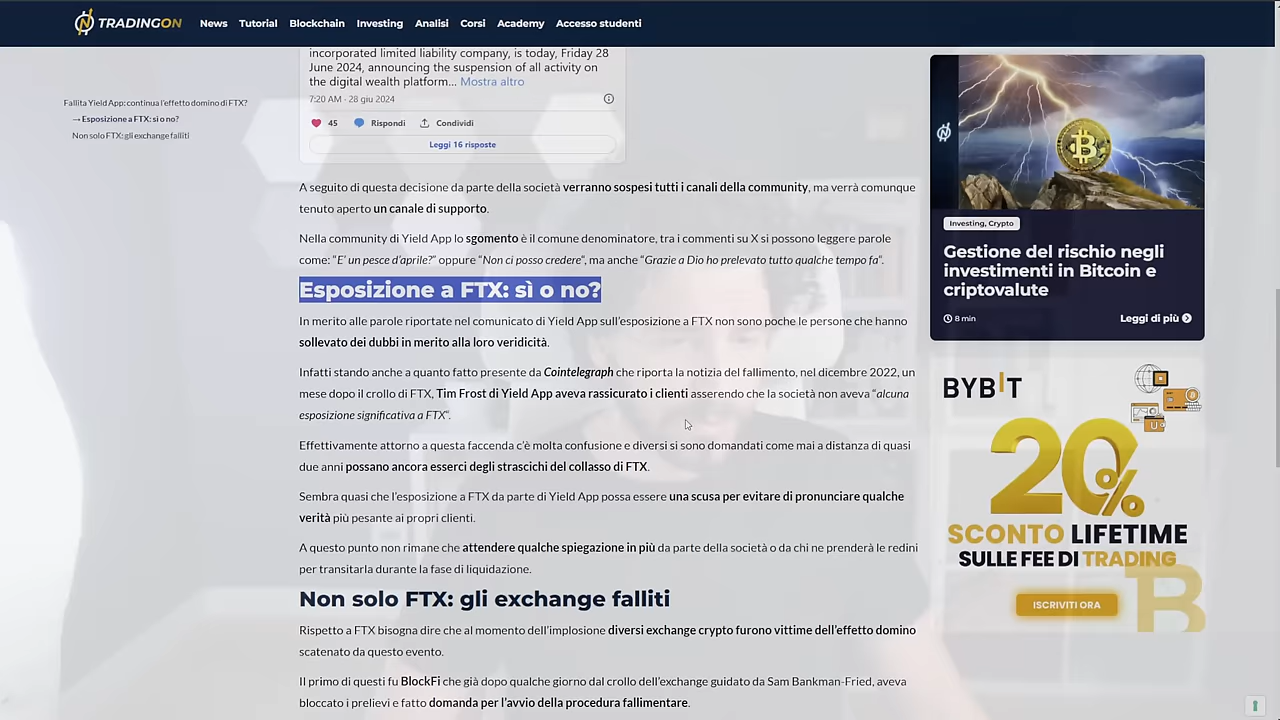 TRADINGON
News Tutorial Blockchain Investing Analisi Corsi Academy Accesso studenti
Fallita Yield App: continua l'effetto domino di FTX?
→ Esposizione a FTX: sì o no?
Non solo FTX: gli exchange falliti
incorporated limited liability company, is today, Friday 28
June 2024, announcing the suspension of all activity on
the digital wealth platform... Mostra altro
7:20 AM · 28 giu 2024
45 Rispondi Condividi
Leggi 16 risposte
A seguito di questa decisione da parte della società verranno sospesi tutti i canali della community, ma verrà comunque
tenuto aperto un canale di supporto.
Nella community di Yield App lo sgomento è il comune denominatore, tra i commenti su X si possono leggere parole
come: “E’ un pesce d’aprile?” oppure “Non ci posso credere“, ma anche “Grazie a Dio ho prelevato tutto qualche tempo fa“.
Esposizione a FTX: sì o no?
In merito alle parole riportate nel comunicato di Yield App sull’esposizione a FTX non sono poche le persone che hanno
sollevato dei dubbi in merito alla loro veridicità.
Infatti stando anche a quanto fatto presente da Cointelegraph che riporta la notizia del fallimento, nel dicembre 2022, un
mese dopo il crollo di FTX, Tim Frost di Yield App aveva rassicurato i clienti asserendo che la società non aveva “alcuna
esposizione significativa a FTX“.
Effettivamente attorno a questa faccenda c’è molta confusione e diversi si sono domandati come mai a distanza di quasi
due anni possano ancora esserci degli strascichi del collasso di FTX.
Sembra quasi che l’esposizione a FTX da parte di Yield App possa essere una scusa per evitare di pronunciare qualche
verità più pesante ai propri clienti.
A questo punto non rimane che attendere qualche spiegazione in più da parte della società o da chi ne prenderà le redini
per transitarla durante la fase di liquidazione.
Non solo FTX: gli exchange falliti
Rispetto a FTX bisogna dire che al momento dell’implosione diversi exchange crypto furono vittime dell’effetto domino
scatenato da questo evento.
Il primo di questi fu BlockFi che già dopo qualche giorno dal crollo dell’exchange guidato da Sam Bankman-Fried, aveva
bloccato i prelievi e fatto domanda per l’avvio della procedura fallimentare.
Investing, Crypto
Gestione del rischio negli
investimenti in Bitcoin e
criptovalute
8 min Leggi di più
BYBIT
20%
SCONTO LIFETIME
SULLE FEE DI TRADING
ISCRIVITI ORA